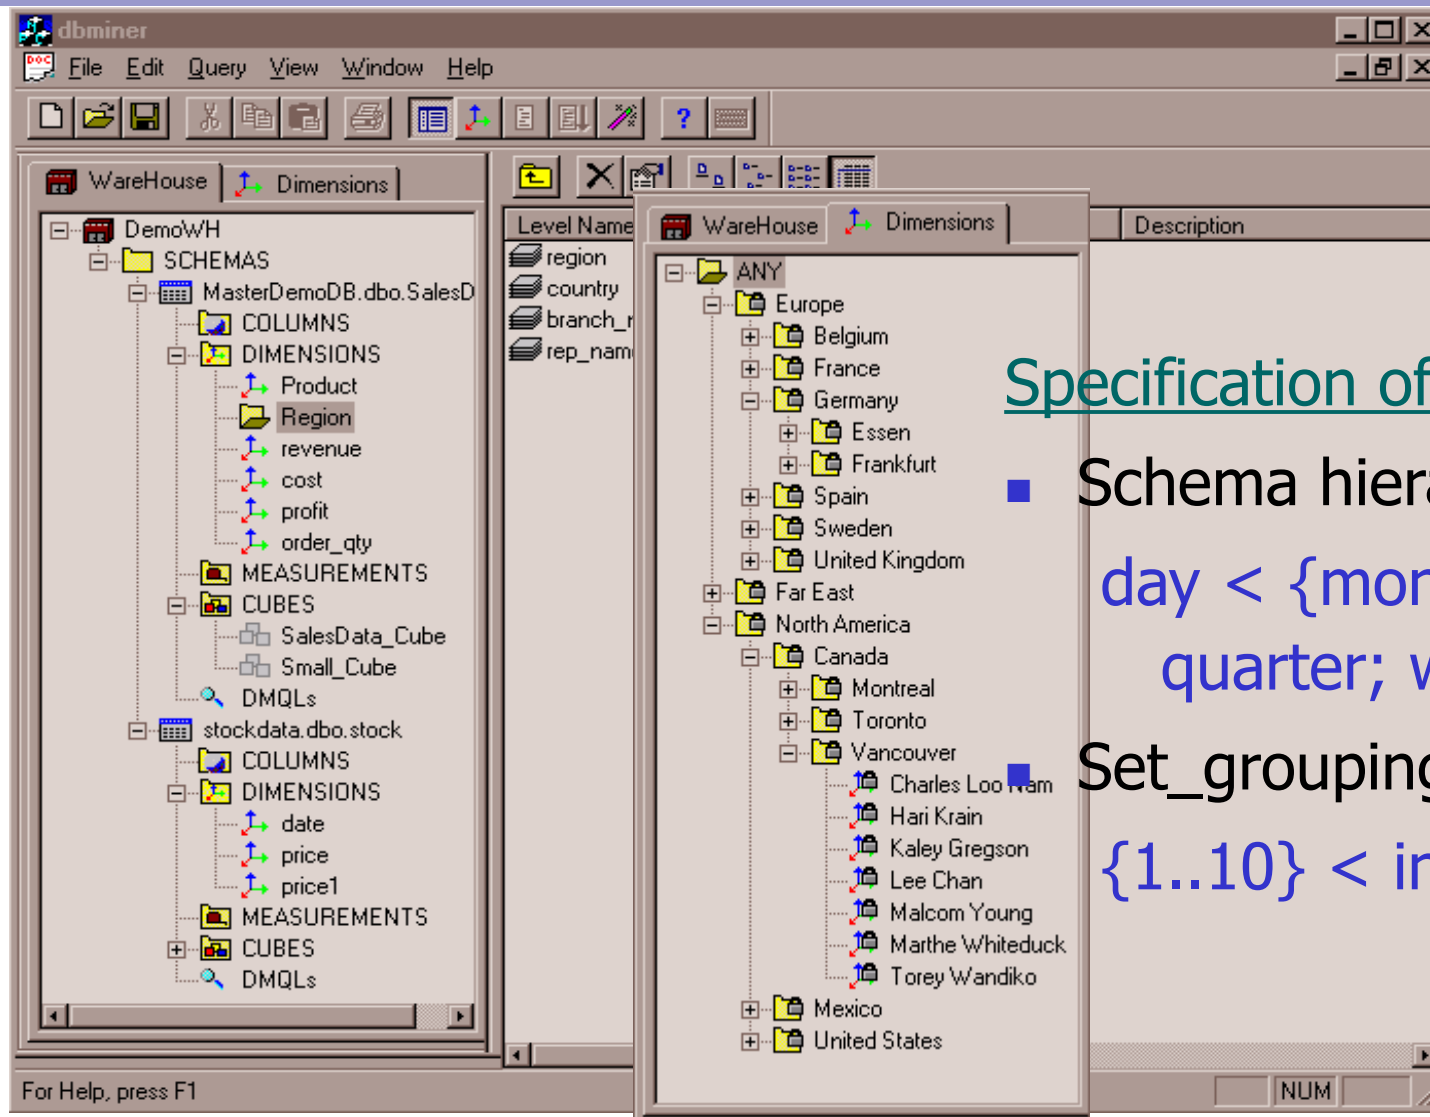 dbminer
File Edit Query View Window Help
WareHouse Dimensions
DemoWH
SCHEMAS
MasterDemoDB.dbo.SalesD
COLUMNS
DIMENSIONS
Product
Region
revenue
cost
profit
order_qty
MEASUREMENTS
CUBES
SalesData_Cube
Small_Cube
DMQLs
stockdata.dbo.stock
COLUMNS
DIMENSIONS
date
price
price1
MEASUREMENTS
CUBES
DMQLs
Level Name
Description
region
country
branch_r
rep_nam
WareHouse Dimensions
ANY
Europe
Belgium
France
Germany
Essen
Frankfurt
Spain
Sweden
United Kingdom
Far East
North America
Canada
Montreal
Toronto
Vancouver
Charles Loo Nam
Hari Krain
Kaley Gregson
Lee Chan
Malcom Young
Marthe Whiteduck
Torey Wandiko
Mexico
United States
Specification of
Schema hiera
day < {mon
quarter; w
Set_grouping
{1..10} < in
For Help, press F1
NUM